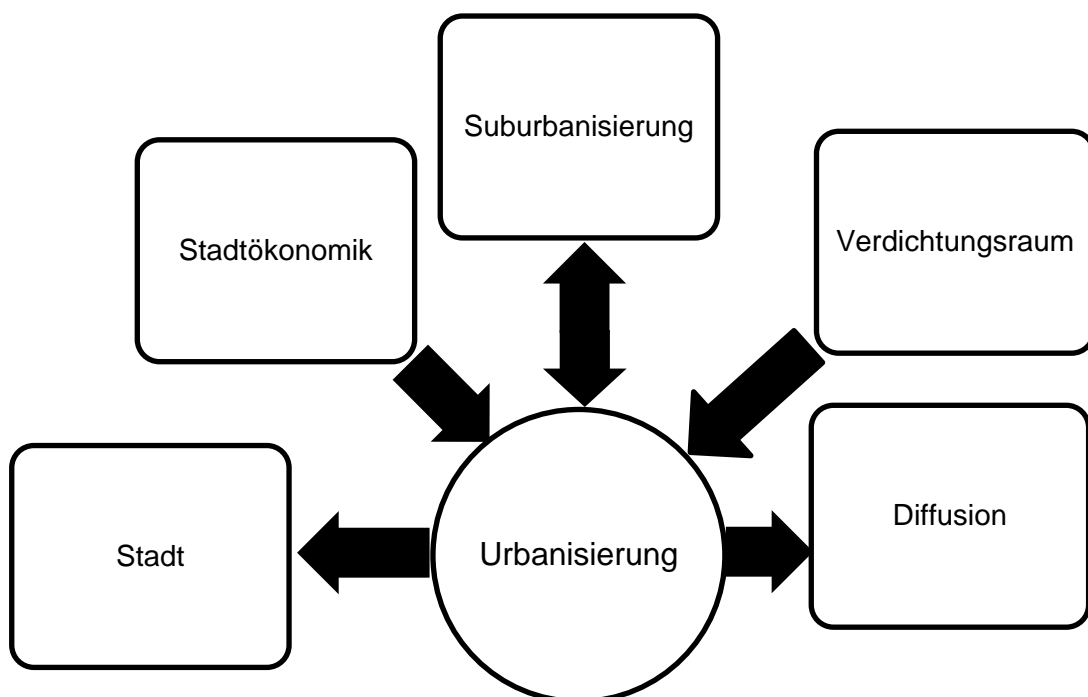 Suburbanisierung
Stadtökonomik
Verdichtungsraum
Diffusion
Stadt
Urbanisierung